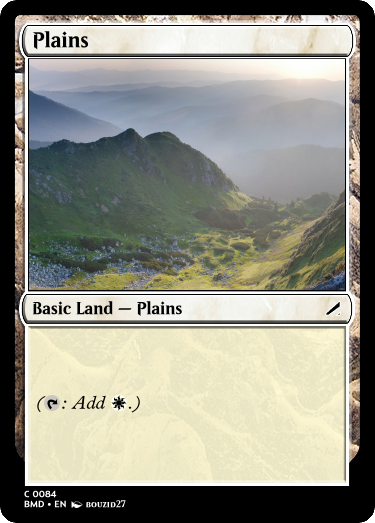 Plains
Basic Land — Plains
(: Add .)
C 0084
BMD • EN BOUZID27